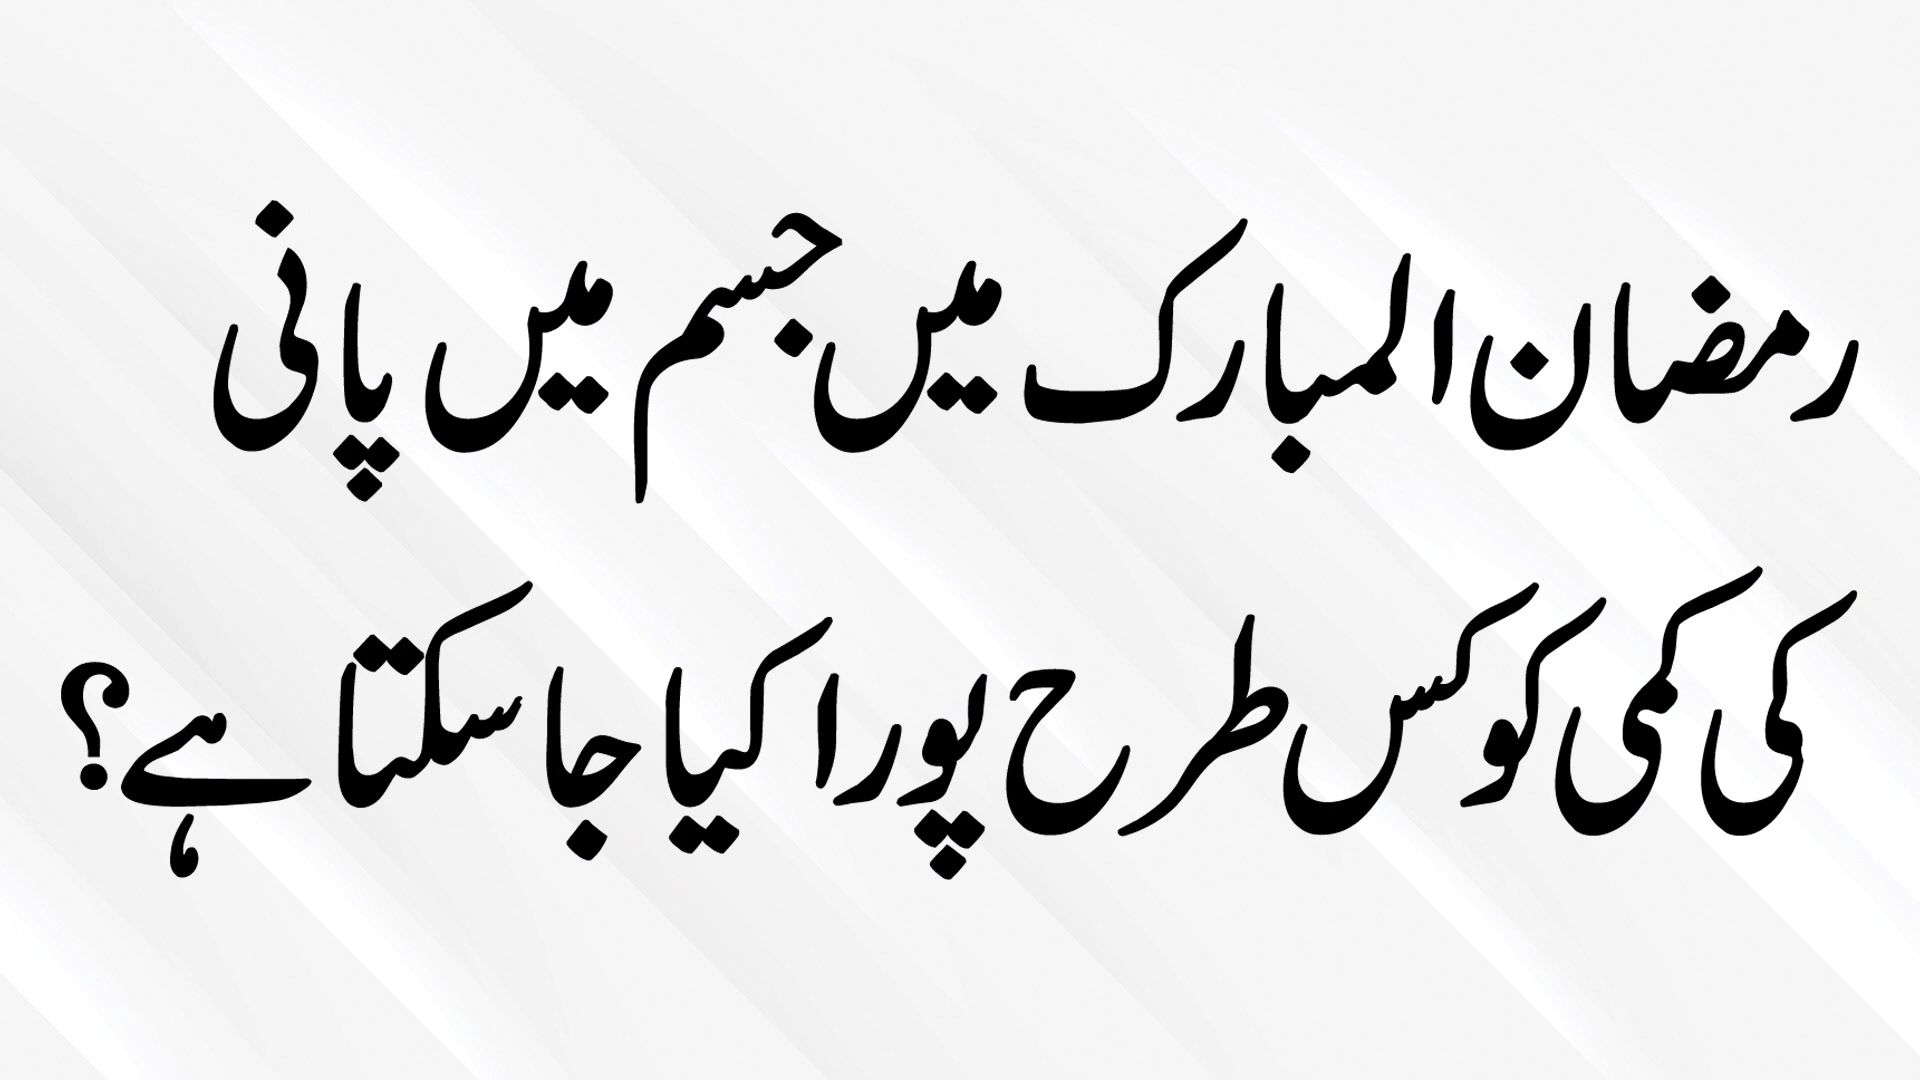 رمضان المبارک میں جسم میں پانی
کی کمی کو کس طرح پورا کیا جا سکتا ہے؟